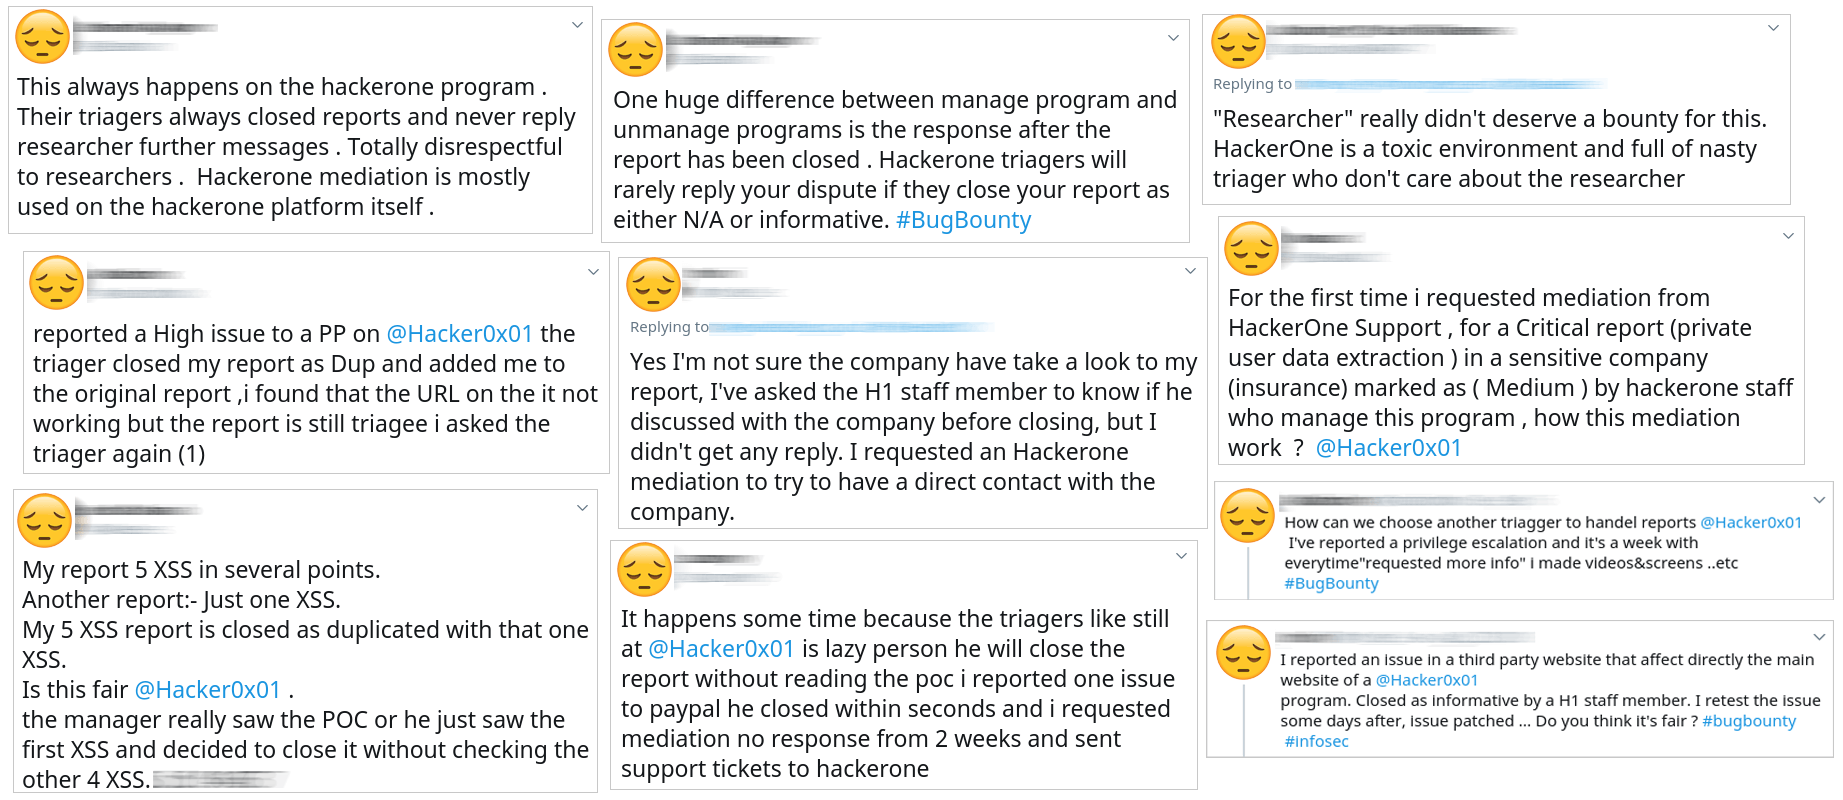 This always happens on the hackerone program .
Their triagers always closed reports and never reply
researcher further messages . Totally disrespectful
to researchers .  Hackerone mediation is mostly
used on the hackerone platform itself .
One huge difference between manage program and
unmanage programs is the response after the
report has been closed . Hackerone triagers will
rarely reply your dispute if they close your report as
either N/A or informative. #BugBounty
Replying to
"Researcher" really didn't deserve a bounty for this.
HackerOne is a toxic environment and full of nasty
triager who don't care about the researcher
reported a High issue to a PP on @Hacker0x01 the
triager closed my report as Dup and added me to
the original report ,i found that the URL on the it not
working but the report is still triagee i asked the
triager again (1)
Replying to
Yes I'm not sure the company have take a look to my
report, I've asked the H1 staff member to know if he
discussed with the company before closing, but I
didn't get any reply. I requested an Hackerone
mediation to try to have a direct contact with the
company.
For the first time i requested mediation from
HackerOne Support , for a Critical report (private
user data extraction ) in a sensitive company
(insurance) marked as ( Medium ) by hackerone staff
who manage this program , how this mediation
work  ?  @Hacker0x01
My report 5 XSS in several points.
Another report:- Just one XSS.
My 5 XSS report is closed as duplicated with that one
XSS.
Is this fair @Hacker0x01 .
the manager really saw the POC or he just saw the
first XSS and decided to close it without checking the
other 4 XSS.
It happens some time because the triagers like still
at @Hacker0x01 is lazy person he will close the
report without reading the poc i reported one issue
to paypal he closed within seconds and i requested
mediation no response from 2 weeks and sent
support tickets to hackerone
How can we choose another triagger to handel reports @Hacker0x01
I've reported a privilege escalation and it's a week with
everytime"requested more info" i made videos&screens ..etc
#BugBounty
I reported an issue in a third party website that affect directly the main
website of a @Hacker0x01
program. Closed as informative by a H1 staff member. I retest the issue
some days after, issue patched ... Do you think it's fair ? #bugbounty
#infosec